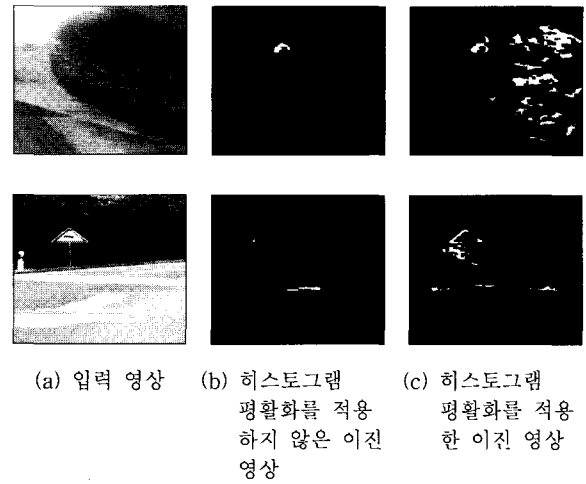 (a) 입력 영상
(b) 히스토그램
평활화를 적용
하지 않은 이진
영상
(c) 히스토그램
평활화를 적용
한 이진 영상